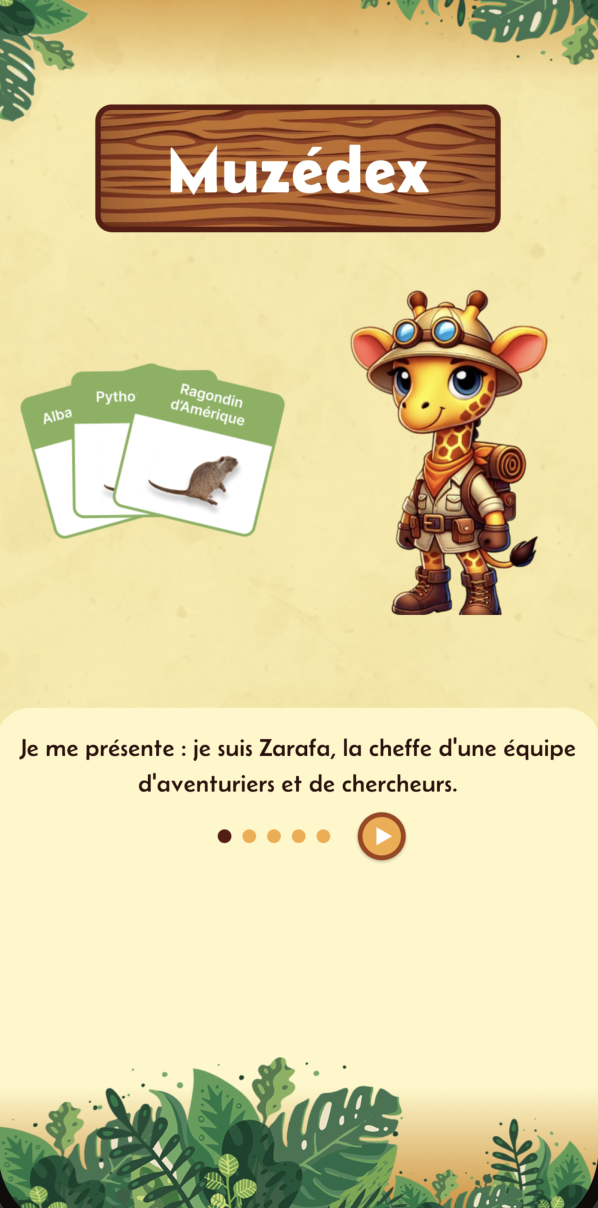 Muzédex
Alba
Pytho
Ragondin
d'Amérique
Je me présente : je suis Zarafa, la cheffe d'une équipe
d'aventuriers et de chercheurs.